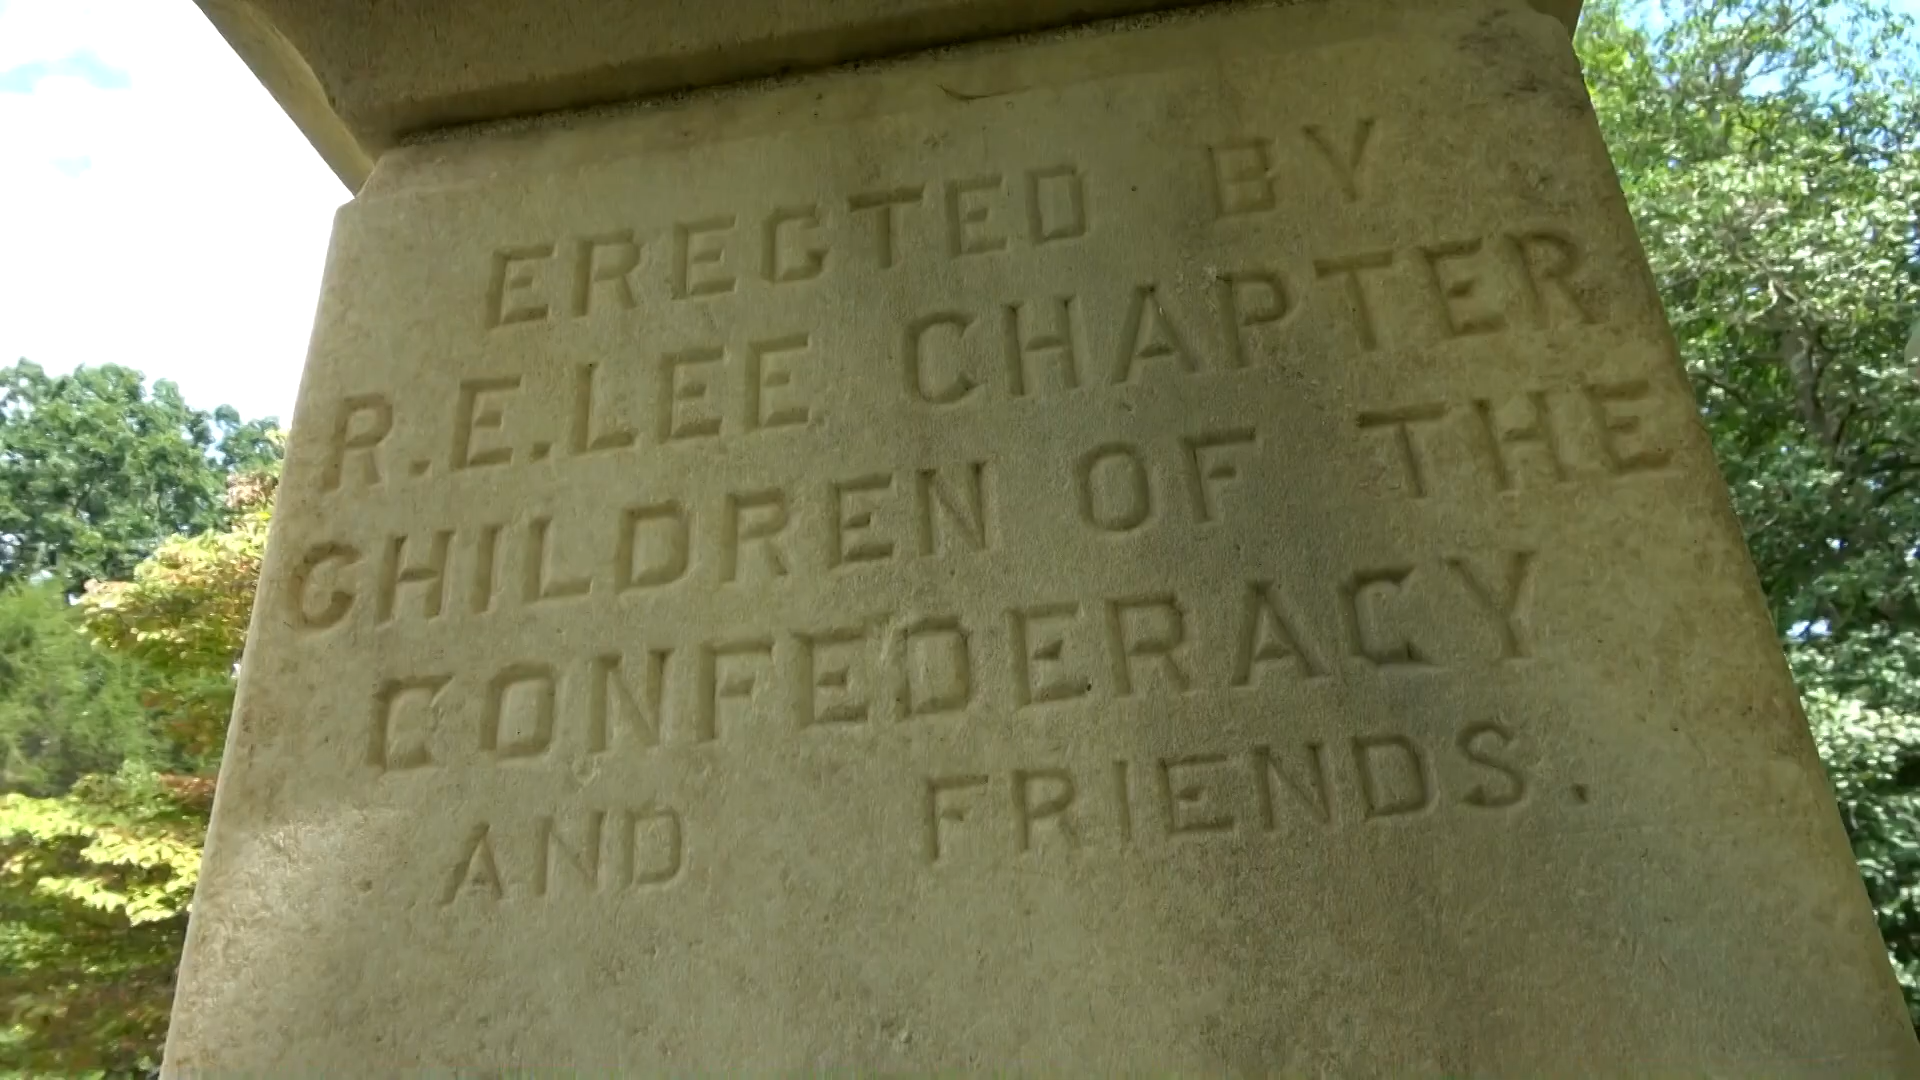 ERECTED BY
R.E.LEE CHAPTER
CHILDREN OF THE
CONFEDERACY
AND FRIENDS.